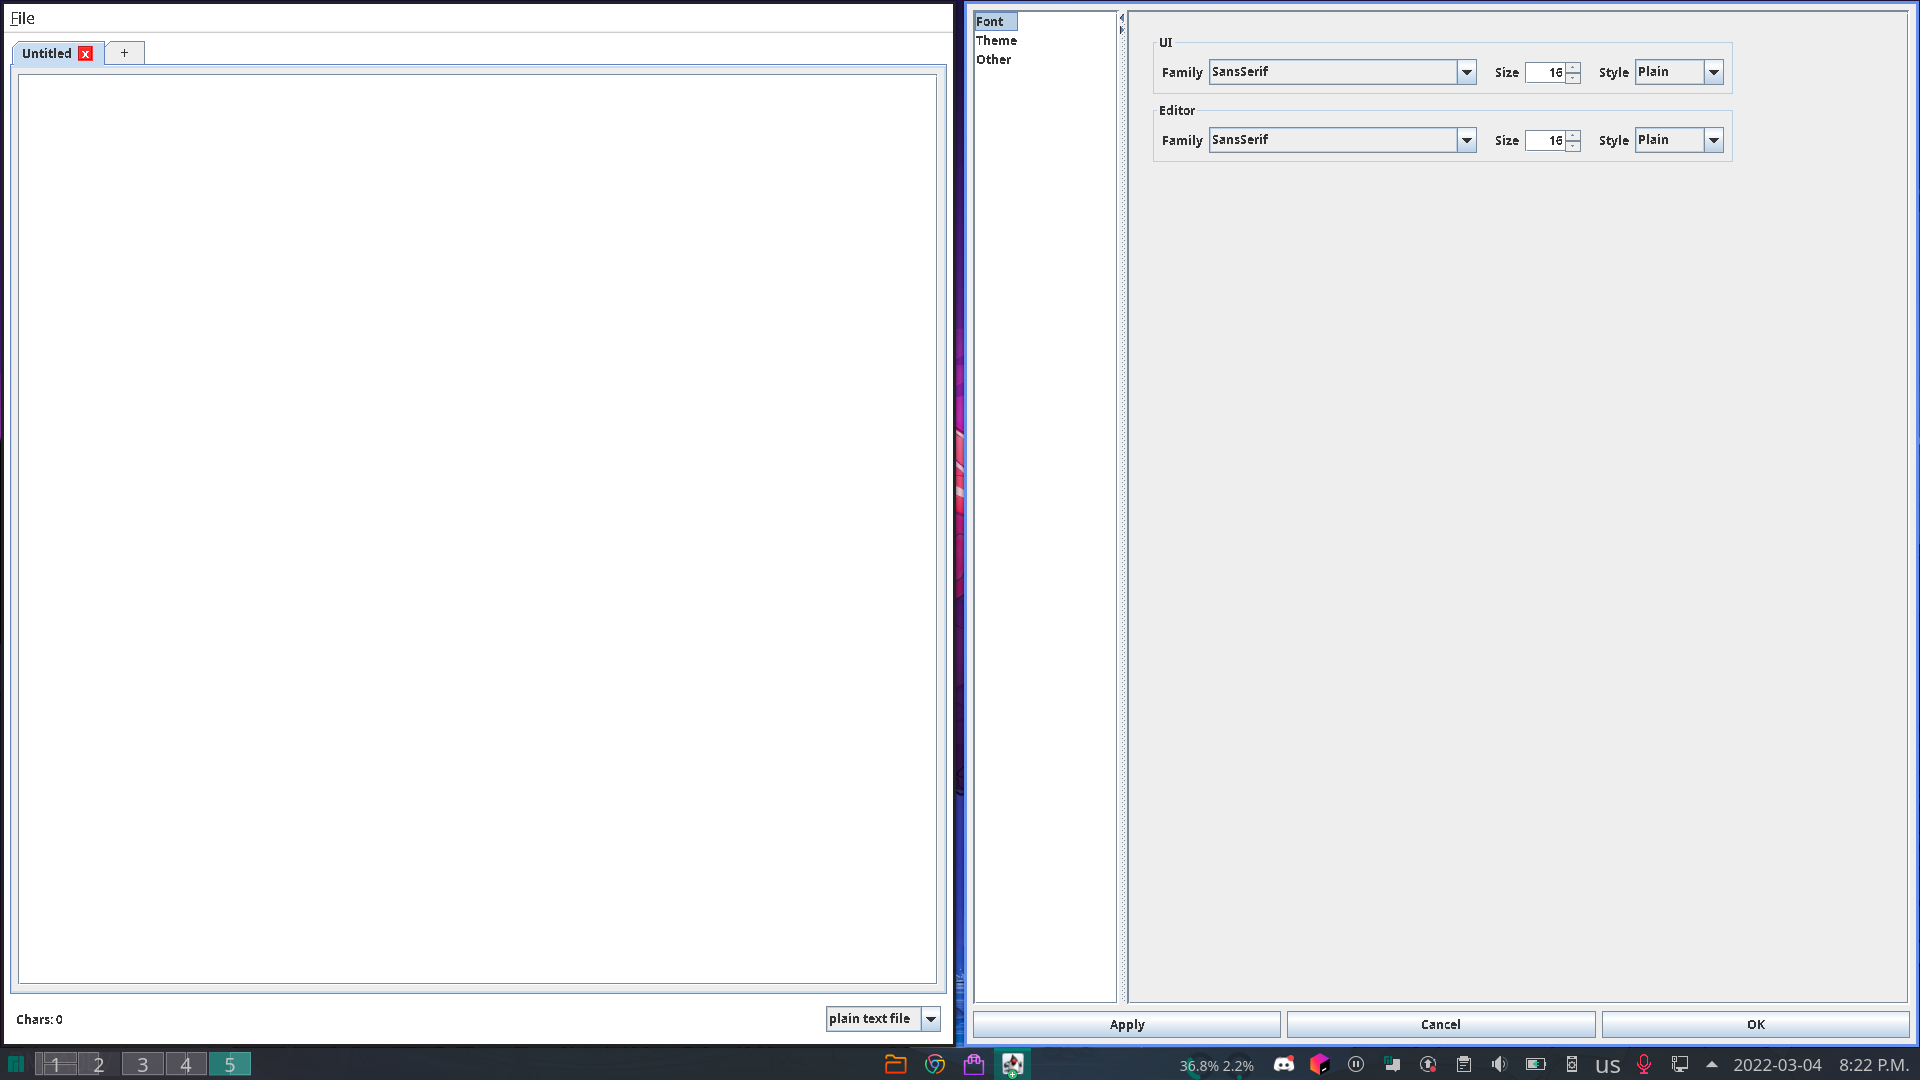 File
Untitled x +
Chars: 0
plain text file
Font
Theme
Other
UI
Family SansSerif Size 16 Style Plain
Editor
Family SansSerif Size 16 Style Plain
Apply Cancel OK
1 2 3 4 5
36.8% 2.2%
us
2022-03-04 8:22 P.M.